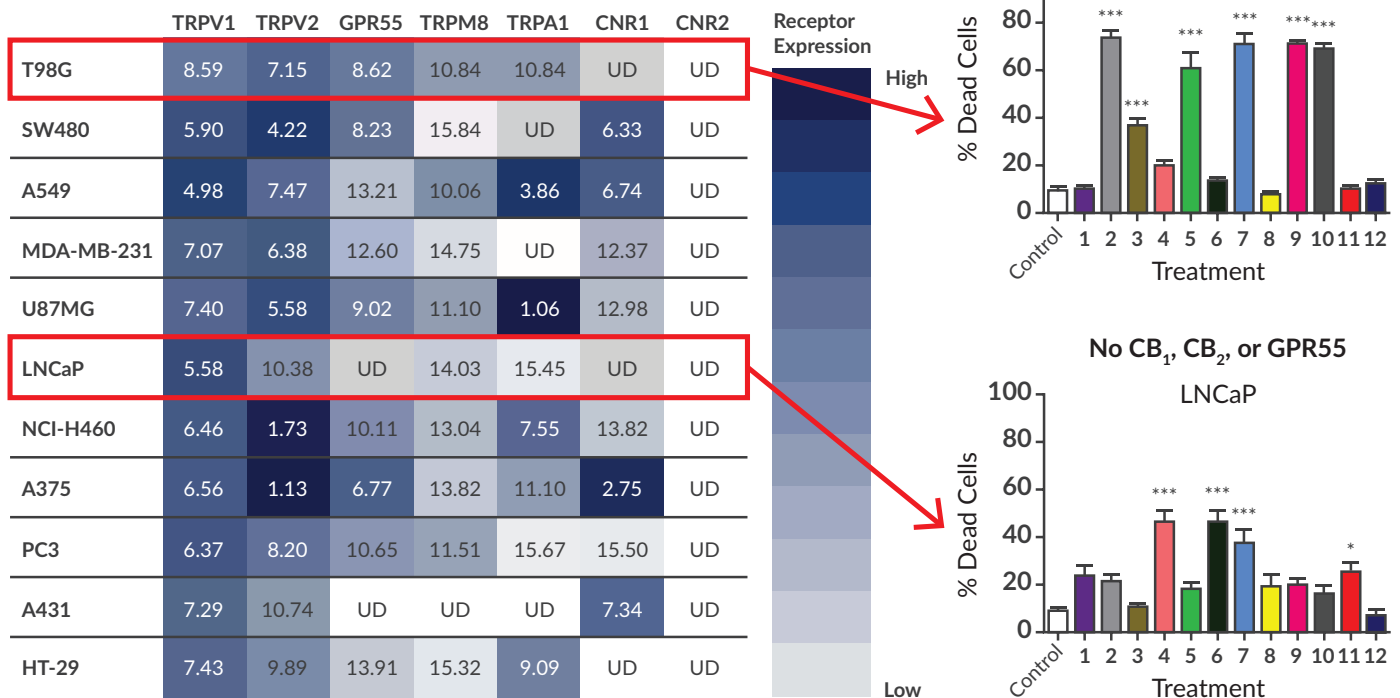 TRPV1 TRPV2 GPR55 TRPM8 TRPA1 CNR1 CNR2
T98G 8.59 7.15 8.62 10.84 10.84 UD UD
SW480 5.90 4.22 8.23 15.84 UD 6.33 UD
A549 4.98 7.47 13.21 10.06 3.86 6.74 UD
MDA-MB-231 7.07 6.38 12.60 14.75 UD 12.37 UD
U87MG 7.40 5.58 9.02 11.10 1.06 12.98 UD
LNCaP 5.58 10.38 UD 14.03 15.45 UD UD
NCI-H460 6.46 1.73 10.11 13.04 7.55 13.82 UD
A375 6.56 1.13 6.77 13.82 11.10 2.75 UD
PC3 6.37 8.20 10.65 11.51 15.67 15.50 UD
A431 7.29 10.74 UD UD UD 7.34 UD
HT-29 7.43 9.89 13.91 15.32 9.09 UD UD
Receptor
Expression
High
Low
% Dead Cells
80
60
40
20
0
*** *** *** *** *** ***
Control 1 2 3 4 5 6 7 8 9 10 11 12
Treatment
No CB₁, CB₂, or GPR55
LNCaP
% Dead Cells
100
80
60
40
20
0
*** *** *** *
Control 1 2 3 4 5 6 7 8 9 10 11 12
Treatment